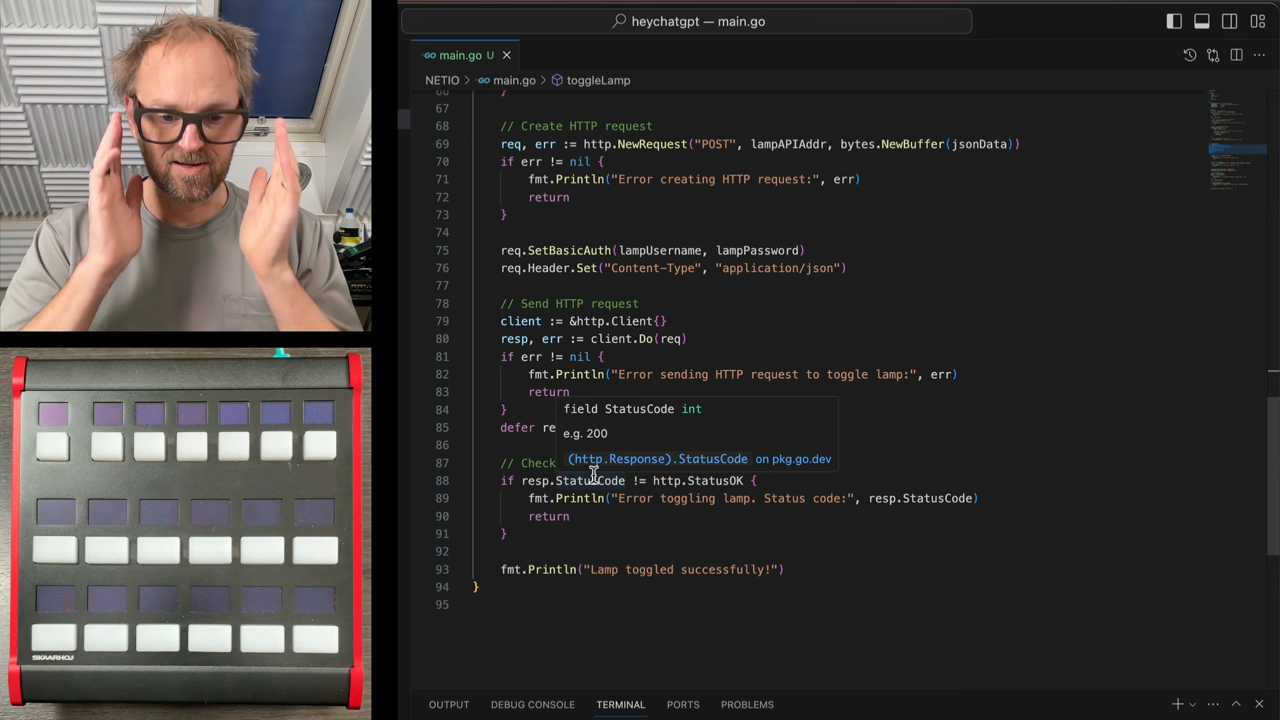 heychatgpt — main.go
main.go U
NETIO > main.go > toggleLamp
66 }
67
68 // Create HTTP request
69 req, err := http.NewRequest("POST", lampAPIAddr, bytes.NewBuffer(jsonData))
70 if err != nil {
71 fmt.Println("Error creating HTTP request:", err)
72 return
73 }
74
75 req.SetBasicAuth(lampUsername, lampPassword)
76 req.Header.Set("Content-Type", "application/json")
77
78 // Send HTTP request
79 client := &http.Client{}
80 resp, err := client.Do(req)
81 if err != nil {
82 fmt.Println("Error sending HTTP request to toggle lamp:", err)
83 return
84 }
field StatusCode int
85 defer re
e.g. 200
86
(http.Response).StatusCode on pkg.go.dev
87 // Check
88 if resp.StatusCode != http.StatusOK {
89 fmt.Println("Error toggling lamp. Status code:", resp.StatusCode)
90 return
91 }
92
93 fmt.Println("Lamp toggled successfully!")
94 }
95
OUTPUT DEBUG CONSOLE TERMINAL PORTS PROBLEMS
SKAARHOJ